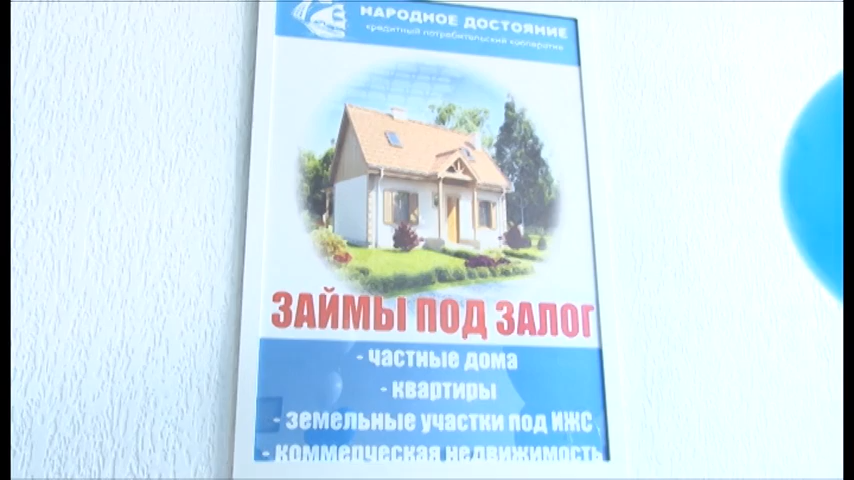 НАРОДНОЕ ДОСТОЯНИЕ
кредитный потребительский кооператив
ЗАЙМЫ ПОД ЗАЛОГ
- частные дома
- квартиры
- земельные участки под ИЖС
- коммерческая недвижимость